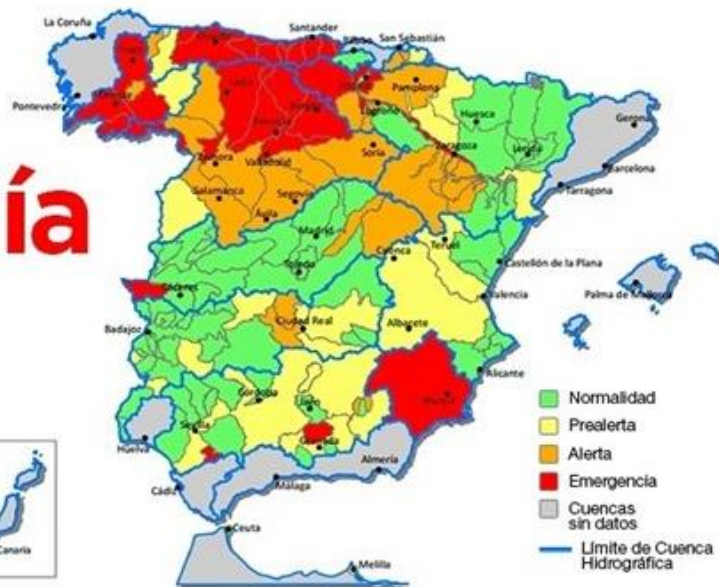 La Coruña
Santander
San Sebastián
Pontevedra
Pamplona
Logroño
Huesca
Gerona
Zaragoza
Lérida
Barcelona
Tarragona
Zamora
Valladolid
Soria
Salamanca
Segovia
Ávila
ía
Madrid
Teruel
Cuenca
Toledo
Castellón de la Plana
Cáceres
Valencia
Palma de Mallorca
Badajoz
Ciudad Real
Albacete
Alicante
Córdoba
Jaén
Murcia
Sevilla
Huelva
Granada
Almería
Cádiz
Málaga
Ceuta
Melilla
Canaria
Normalidad
Prealerta
Alerta
Emergencia
Cuencas
sin datos
Límite de Cuenca
Hidrográfica